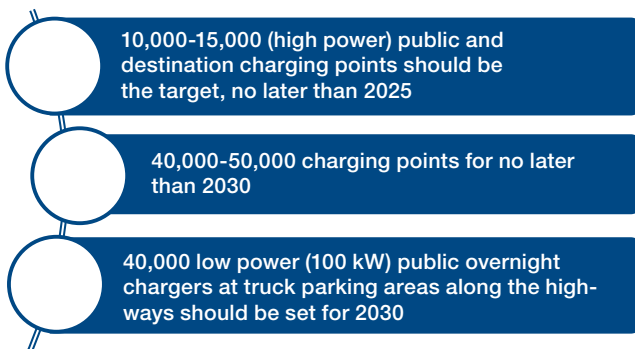 10,000-15,000 (high power) public and
destination charging points should be
the target, no later than 2025
40,000-50,000 charging points for no later
than 2030
40,000 low power (100 kW) public overnight
chargers at truck parking areas along the high-
ways should be set for 2030